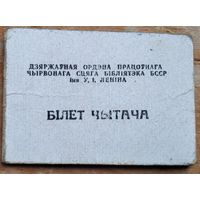 ДЗЯРЖАЎНАЯ ОРДЭНА ПРАЦОЎНАГА
ЧЫРВОНАГА СЦЯГА БІБЛІЯТЭКА БССР
імя У. І. ЛЕНІНА
БІЛЕТ ЧЫТАЧА